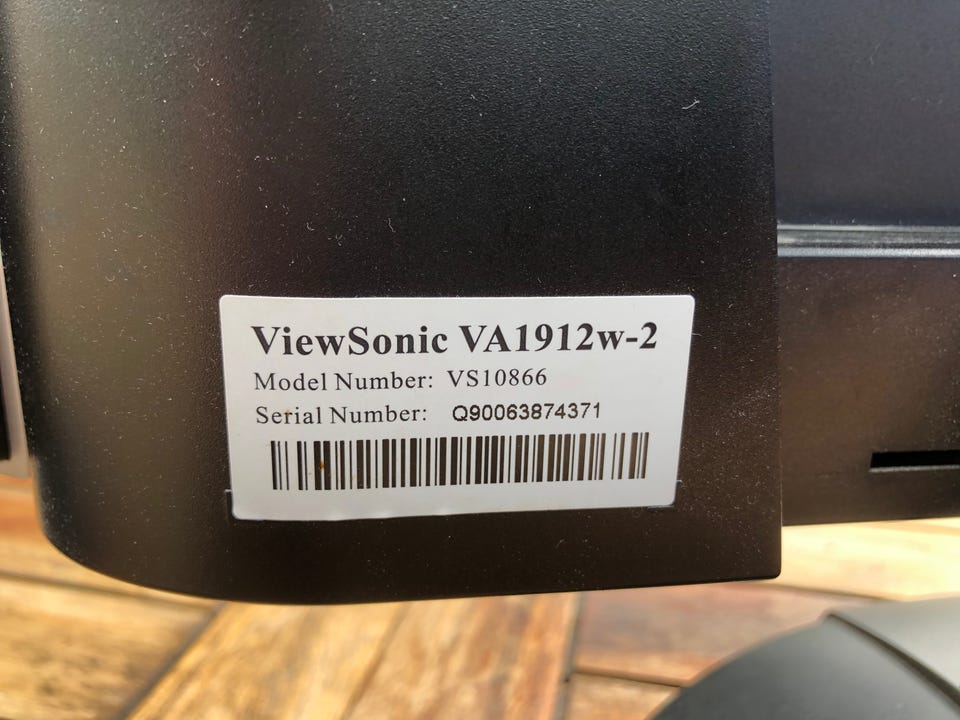 ViewSonic VA1912w-2
Model Number: VS10866
Serial Number: Q90063874371